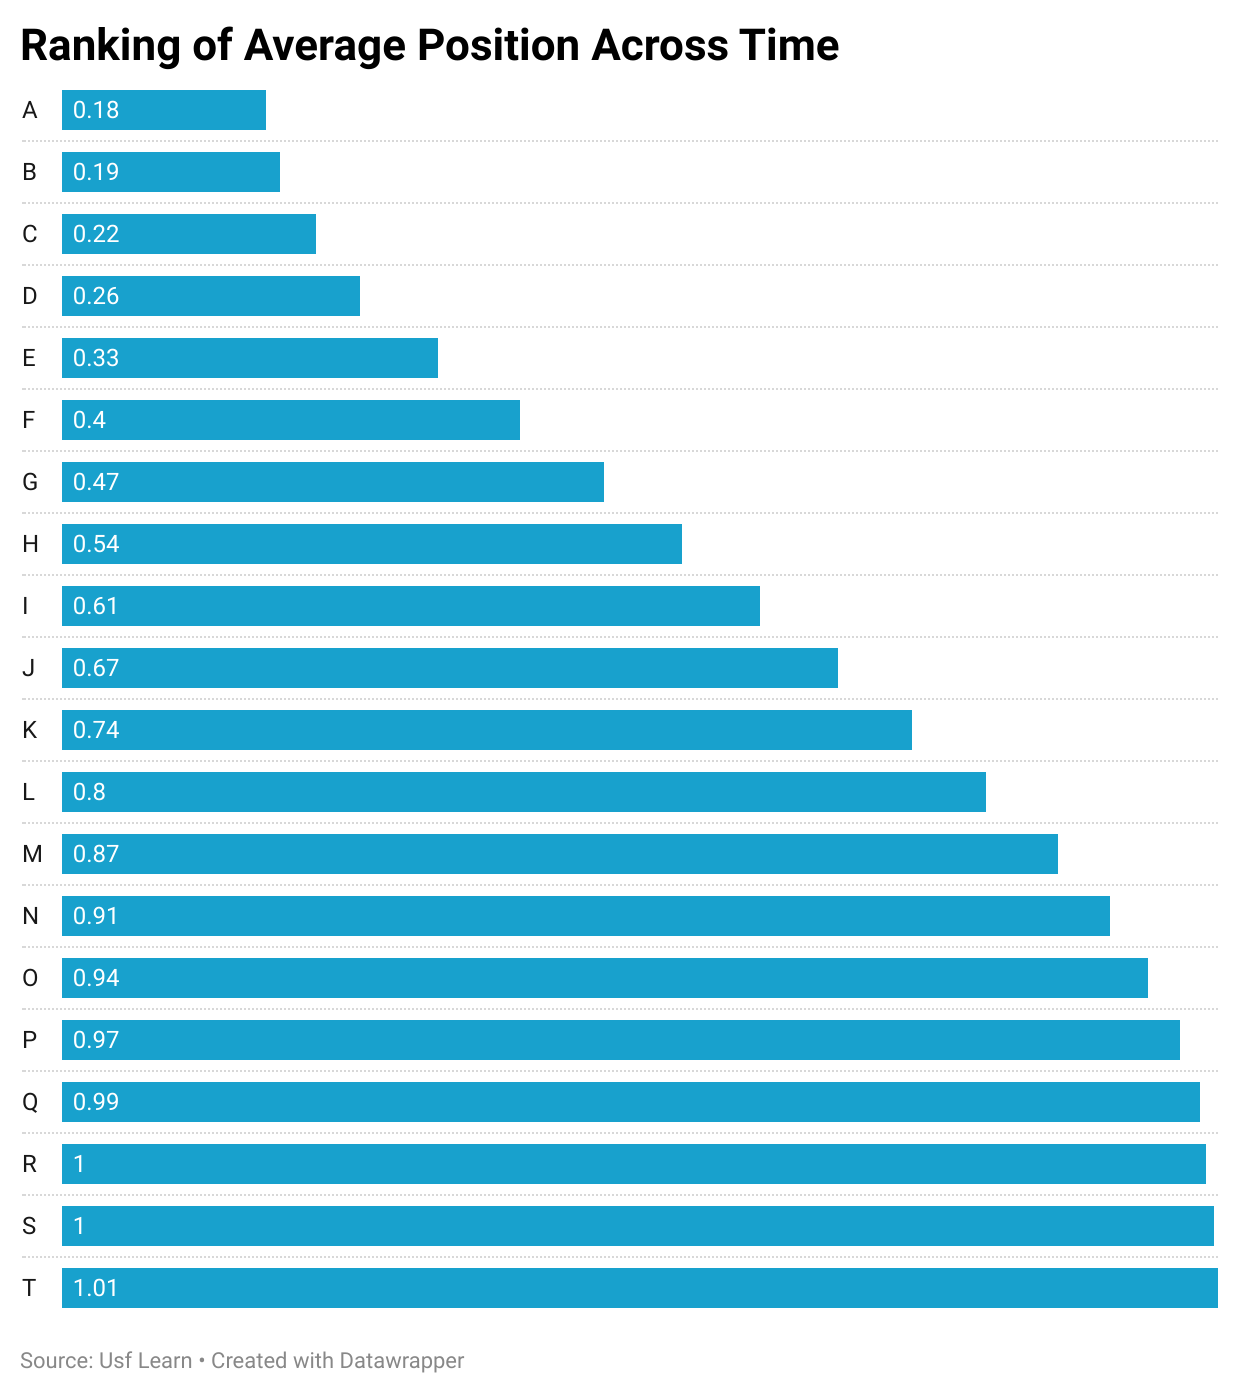 Ranking of Average Position Across Time
A 0.18
B 0.19
C 0.22
D 0.26
E 0.33
F 0.4
G 0.47
H 0.54
I 0.61
J 0.67
K 0.74
L 0.8
M 0.87
N 0.91
O 0.94
P 0.97
Q 0.99
R 1
S 1
T 1.01
Source: Usf Learn • Created with Datawrapper